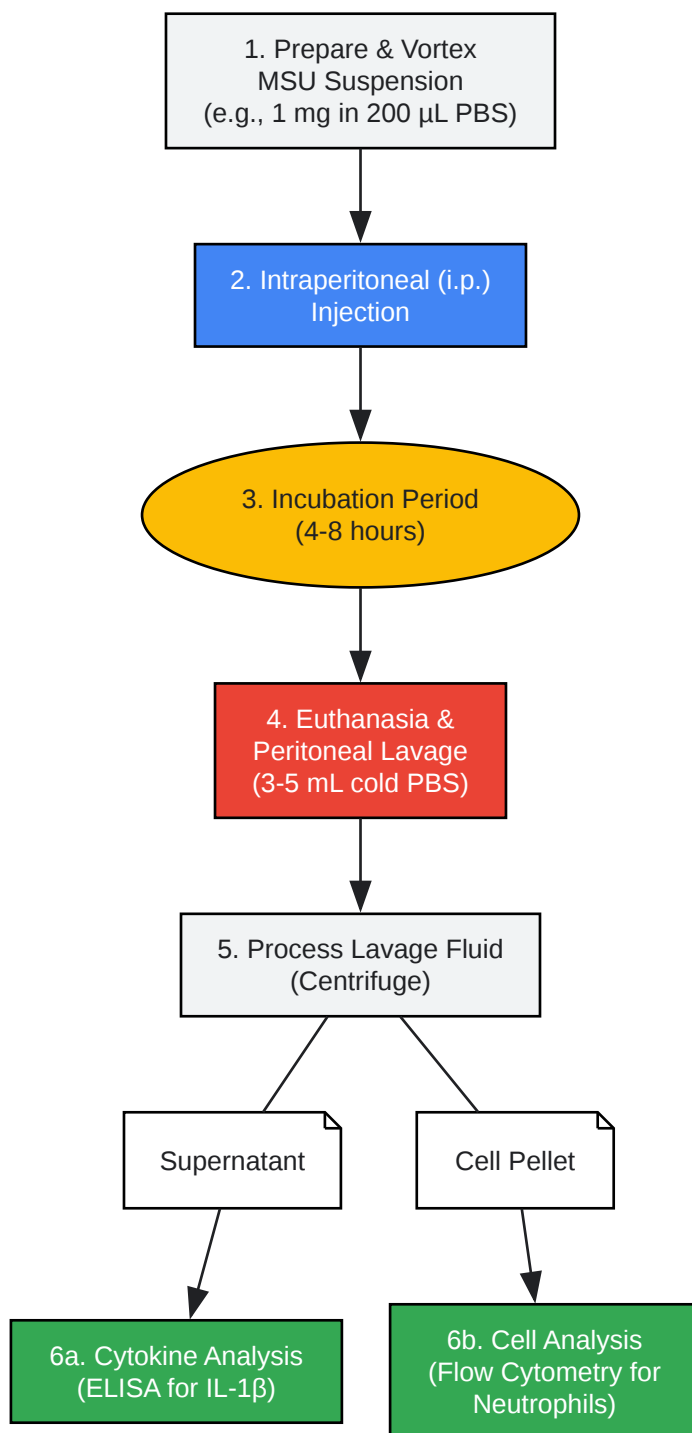 1. Prepare & Vortex
MSU Suspension
(e.g., 1 mg in 200 µL PBS)
2. Intraperitoneal (i.p.)
Injection
3. Incubation Period
(4-8 hours)
4. Euthanasia &
Peritoneal Lavage
(3-5 mL cold PBS)
5. Process Lavage Fluid
(Centrifuge)
Supernatant
Cell Pellet
6a. Cytokine Analysis
(ELISA for IL-1β)
6b. Cell Analysis
(Flow Cytometry for
Neutrophils)